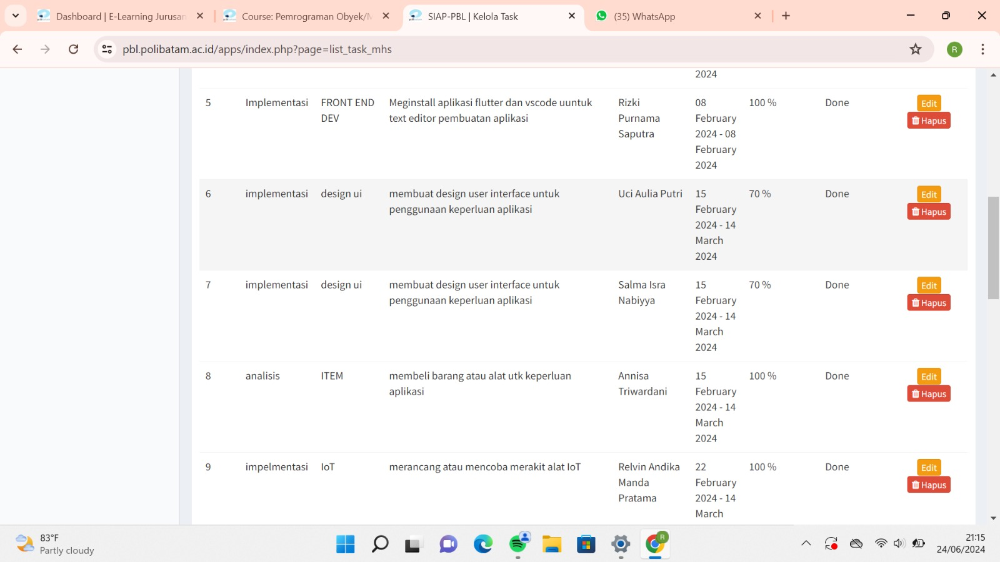 Dashboard | E-Learning Jurusan
Course: Pemrograman Obyek/M
SIAP-PBL | Kelola Task
(35) WhatsApp
pbl.polibatam.ac.id/apps/index.php?page=list_task_mhs
R
2024
5 Implementasi FRONT END Meginstall aplikasi flutter dan vscode uuntuk Rizki 08 100 % Done Edit
DEV text editor pembuatan aplikasi Purnama February Hapus
Saputra 2024 - 08
February
2024
6 implementasi design ui membuat design user interface untuk Uci Aulia Putri 15 70 % Done Edit
penggunaan keperluan aplikasi February Hapus
2024 - 14
March
2024
7 implementasi design ui membuat design user interface untuk Salma Isra 15 70 % Done Edit
penggunaan keperluan aplikasi Nabiyya February Hapus
2024 - 14
March
2024
8 analisis ITEM membeli barang atau alat utk keperluan Annisa 15 100 % Done Edit
aplikasi Triwardani February Hapus
2024 - 14
March
2024
9 impelmentasi IoT merancang atau mencoba merakit alat IoT Relvin Andika 22 100 % Done Edit
Manda February Hapus
Pratama 2024 - 14
March
83°F
Partly cloudy
R
21:15
24/06/2024